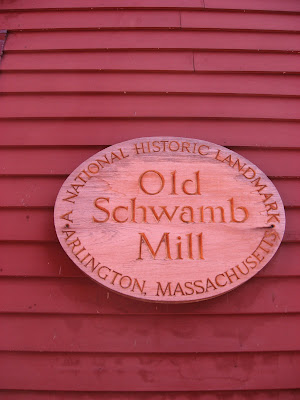 A NATIONAL HISTORIC LANDMARK
Old
Schwamb
Mill
ARLINGTON, MASSACHUSETTS